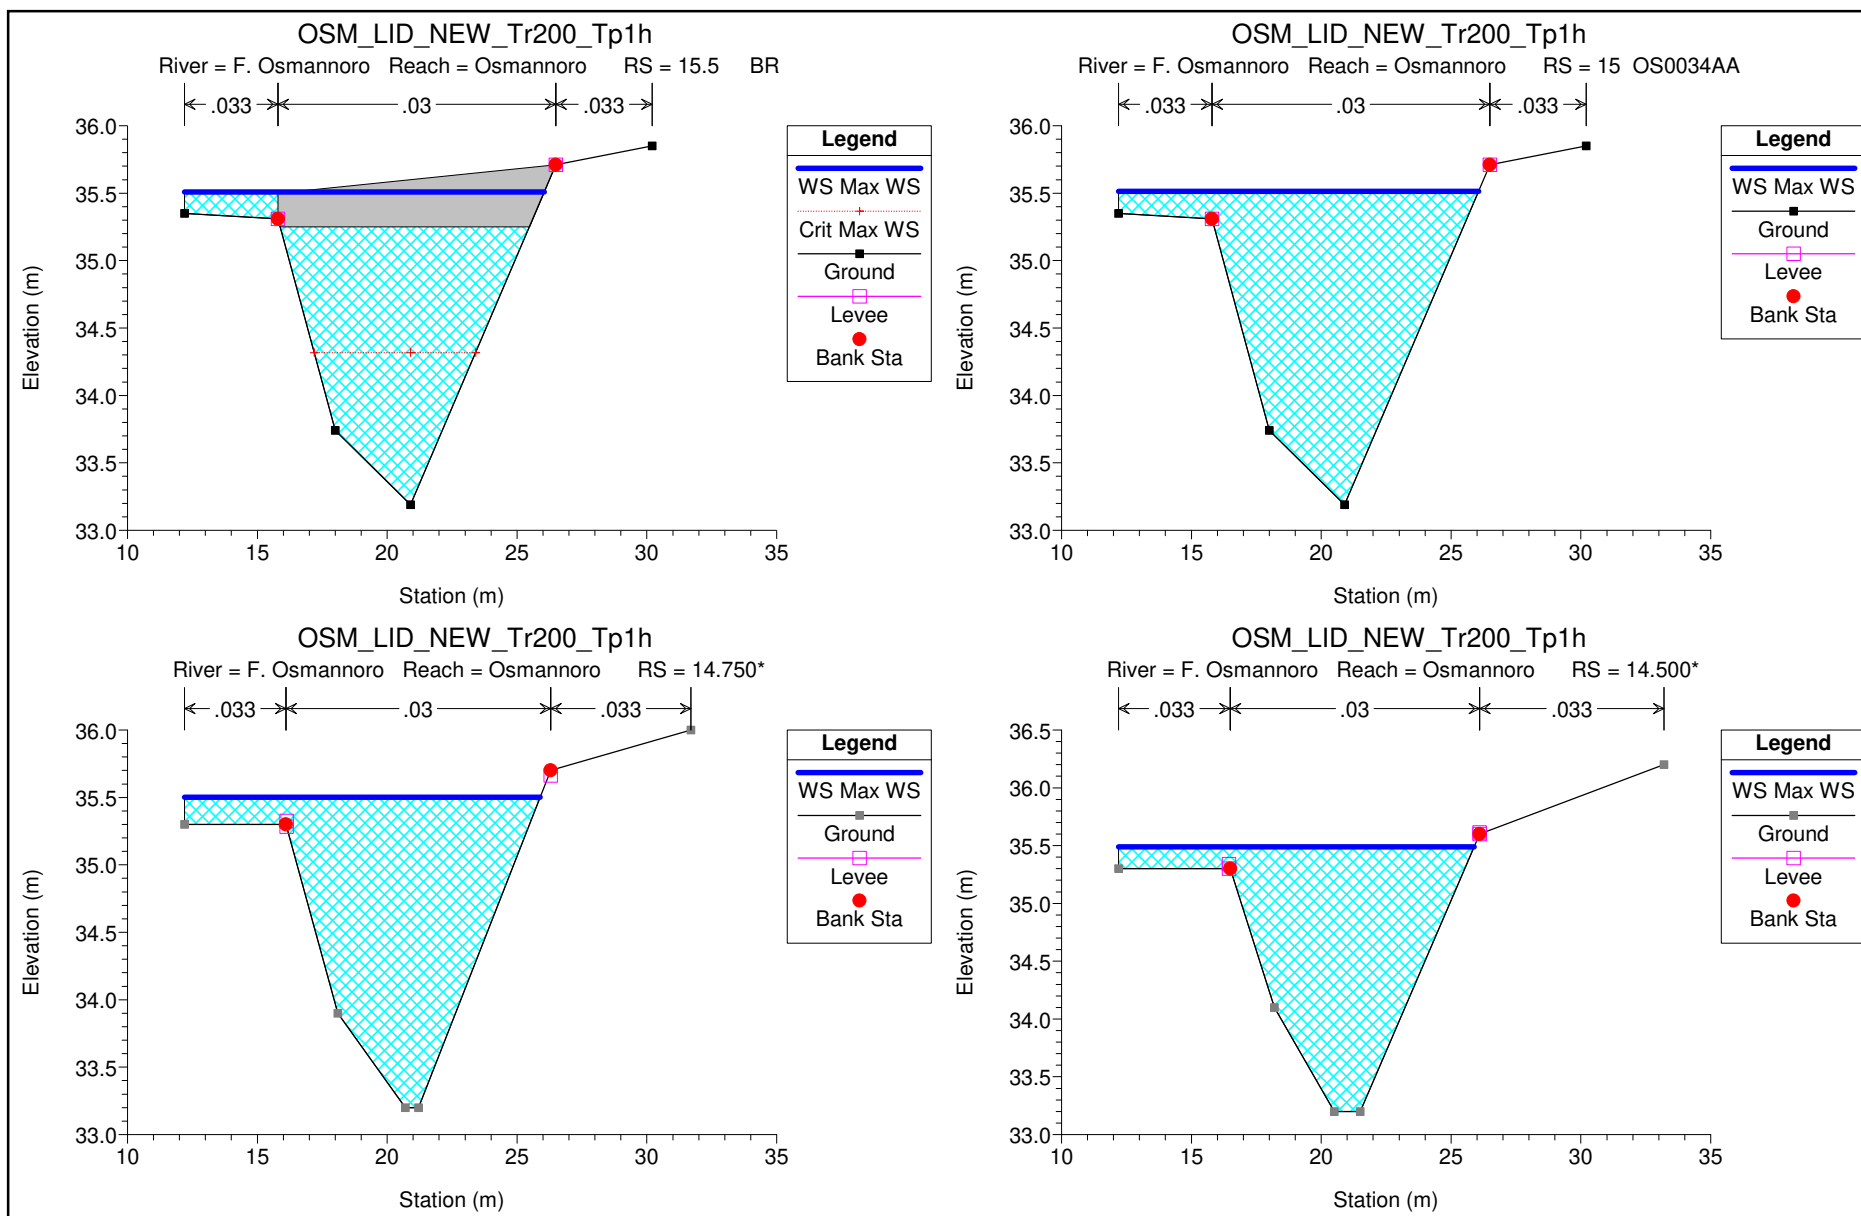 OSM_LID_NEW_Tr200_Tp1h
River = F. Osmannoro Reach = Osmannoro RS = 15.5 BR
.033 .03 .033
36.0
35.5
35.0
34.5
34.0
33.5
33.0
Elevation (m)
10 15 20 25 30 35
Station (m)
Legend
WS Max WS
Crit Max WS
Ground
Levee
Bank Sta
OSM_LID_NEW_Tr200_Tp1h
River = F. Osmannoro Reach = Osmannoro RS = 15 OS0034AA
.033 .03 .033
36.0
35.5
35.0
34.5
34.0
33.5
33.0
Elevation (m)
10 15 20 25 30 35
Station (m)
Legend
WS Max WS
Ground
Levee
Bank Sta
OSM_LID_NEW_Tr200_Tp1h
River = F. Osmannoro Reach = Osmannoro RS = 14.750*
.033 .03 .033
36.0
35.5
35.0
34.5
34.0
33.5
33.0
Elevation (m)
10 15 20 25 30 35
Station (m)
Legend
WS Max WS
Ground
Levee
Bank Sta
OSM_LID_NEW_Tr200_Tp1h
River = F. Osmannoro Reach = Osmannoro RS = 14.500*
.033 .03 .033
36.5
36.0
35.5
35.0
34.5
34.0
33.5
33.0
Elevation (m)
10 15 20 25 30 35
Station (m)
Legend
WS Max WS
Ground
Levee
Bank Sta